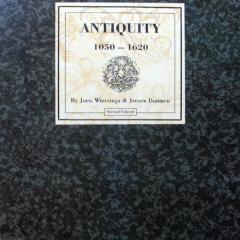 ANTIQUITY
1050 – 1620
By Joris Wiersinga & Jeroen Doumen
Second Edition